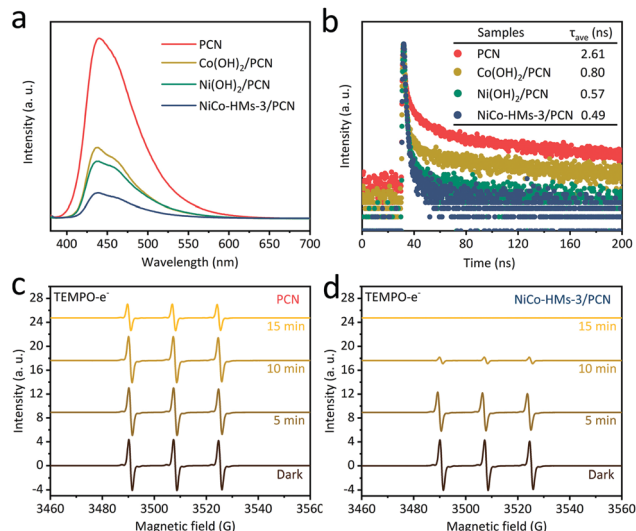 a
Intensity (a. u.)
PCN
Co(OH)₂/PCN
Ni(OH)₂/PCN
NiCo-HMs-3/PCN
400 450 500 550 600 650 700
Wavelength (nm)
b
Intensity (a. u.)
Samples τave (ns)
PCN 2.61
Co(OH)₂/PCN 0.80
Ni(OH)₂/PCN 0.57
NiCo-HMs-3/PCN 0.49
0 40 80 120 160 200
Time (ns)
c
Intensity (a. u.)
28
24
20
16
12
8
4
0
-4
TEMPO-e⁻ PCN
15 min
10 min
5 min
Dark
3460 3480 3500 3520 3540 3560
Magnetic field (G)
d
Intensity (a. u.)
28
24
20
16
12
8
4
0
-4
TEMPO-e⁻ NiCo-HMs-3/PCN
15 min
10 min
5 min
Dark
3460 3480 3500 3520 3540 3560
Magnetic field (G)